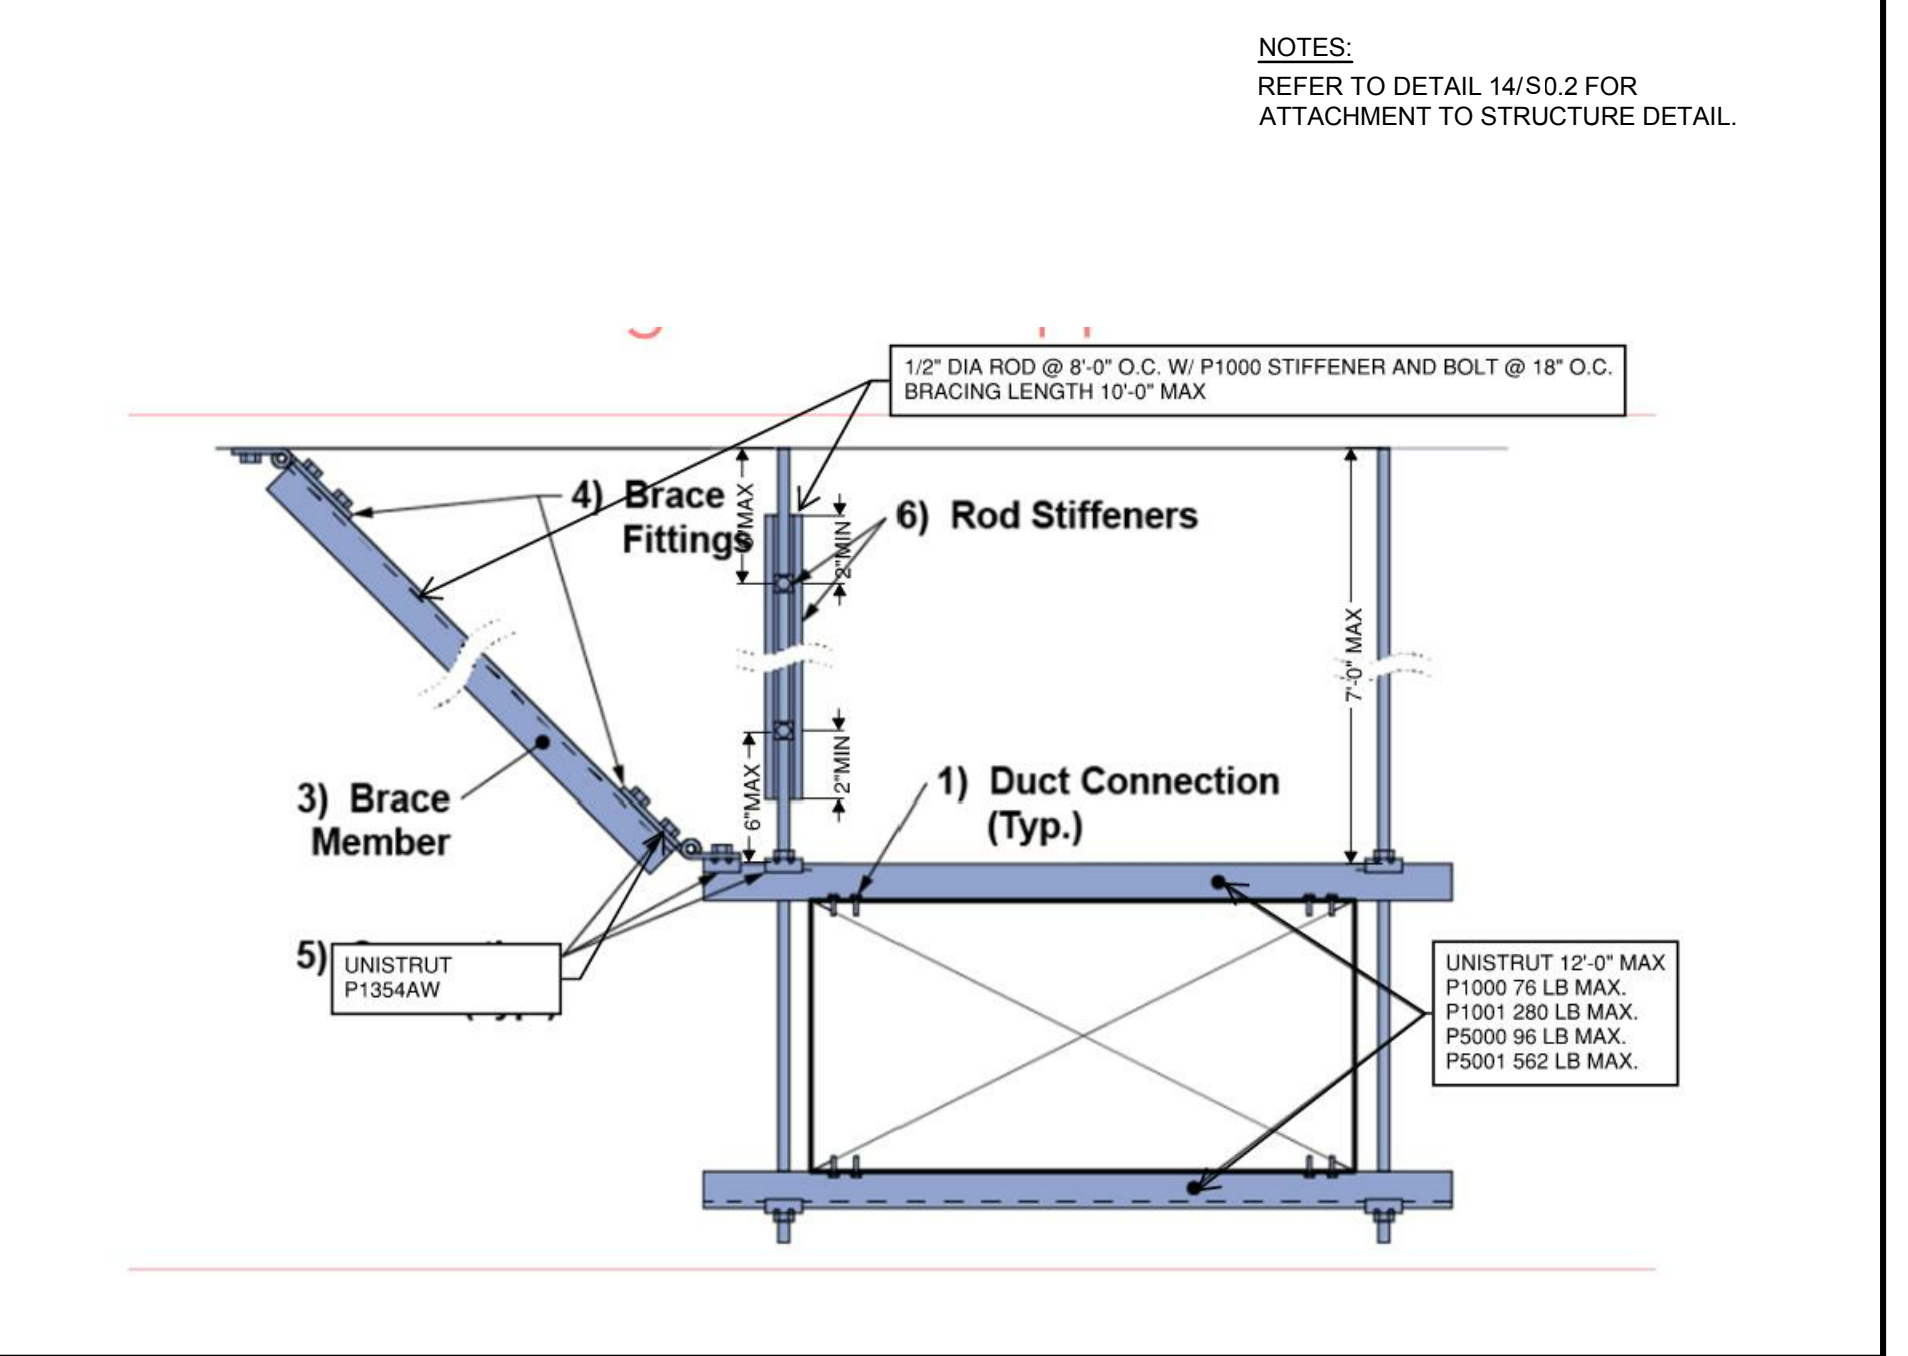 NOTES:
REFER TO DETAIL 14/S0.2 FOR
ATTACHMENT TO STRUCTURE DETAIL.
1/2" DIA ROD @ 8'-0" O.C. W/ P1000 STIFFENER AND BOLT @ 18" O.C.
BRACING LENGTH 10'-0" MAX
4) Brace
Fittings
6"MAX
2"MIN
6) Rod Stiffeners
7'-0" MAX
3) Brace
Member
6"MAX
2"MIN
1) Duct Connection
(Typ.)
5)
UNISTRUT
P1354AW
UNISTRUT 12'-0" MAX
P1000 76 LB MAX.
P1001 280 LB MAX.
P5000 96 LB MAX.
P5001 562 LB MAX.